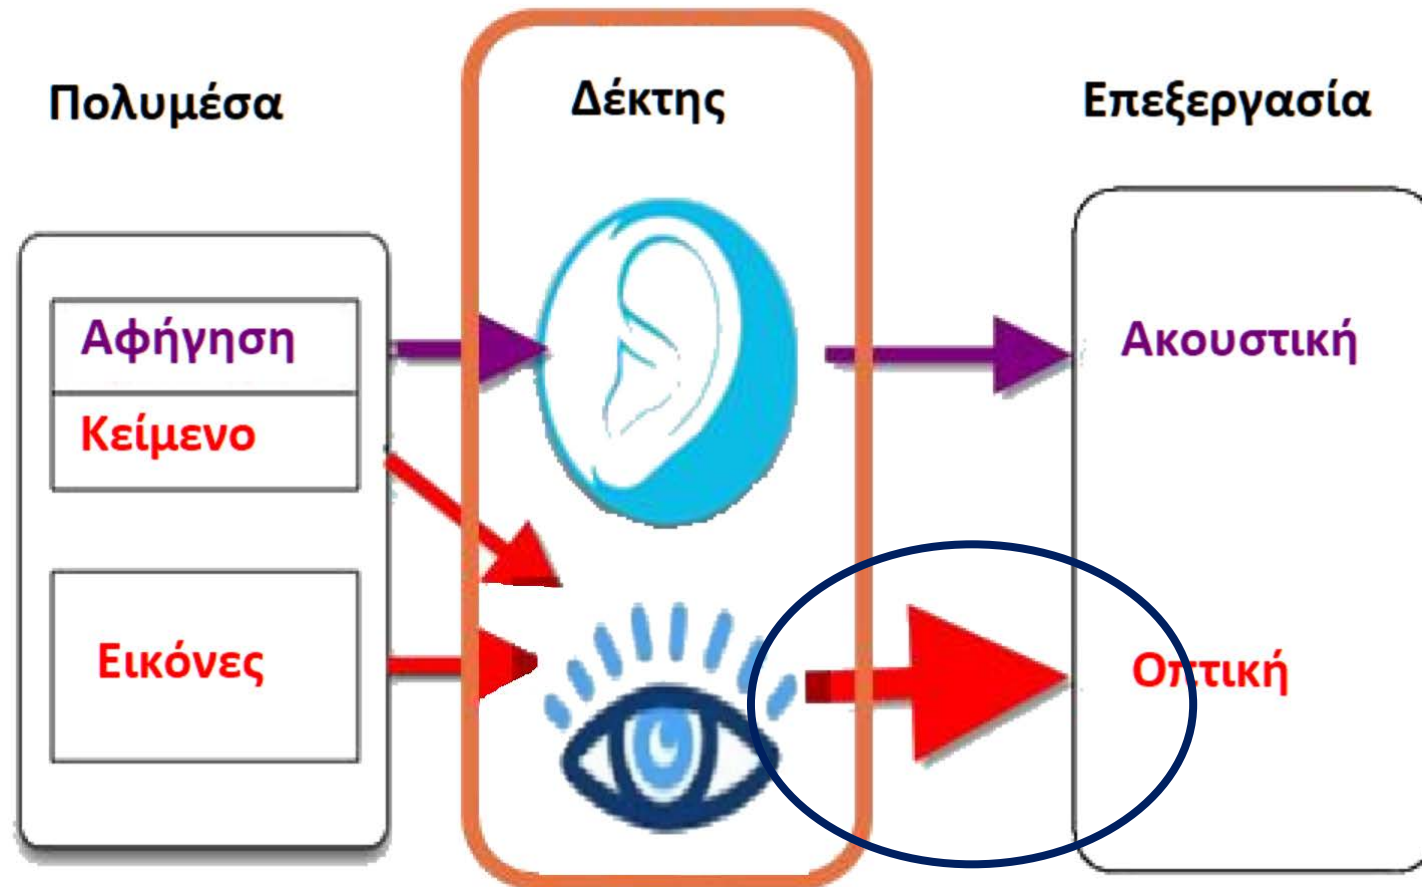 Πολυμέσα
Δέκτης
Επεξεργασία
Αφήγηση
Κείμενο
Εικόνες
Ακουστική
Οπτική